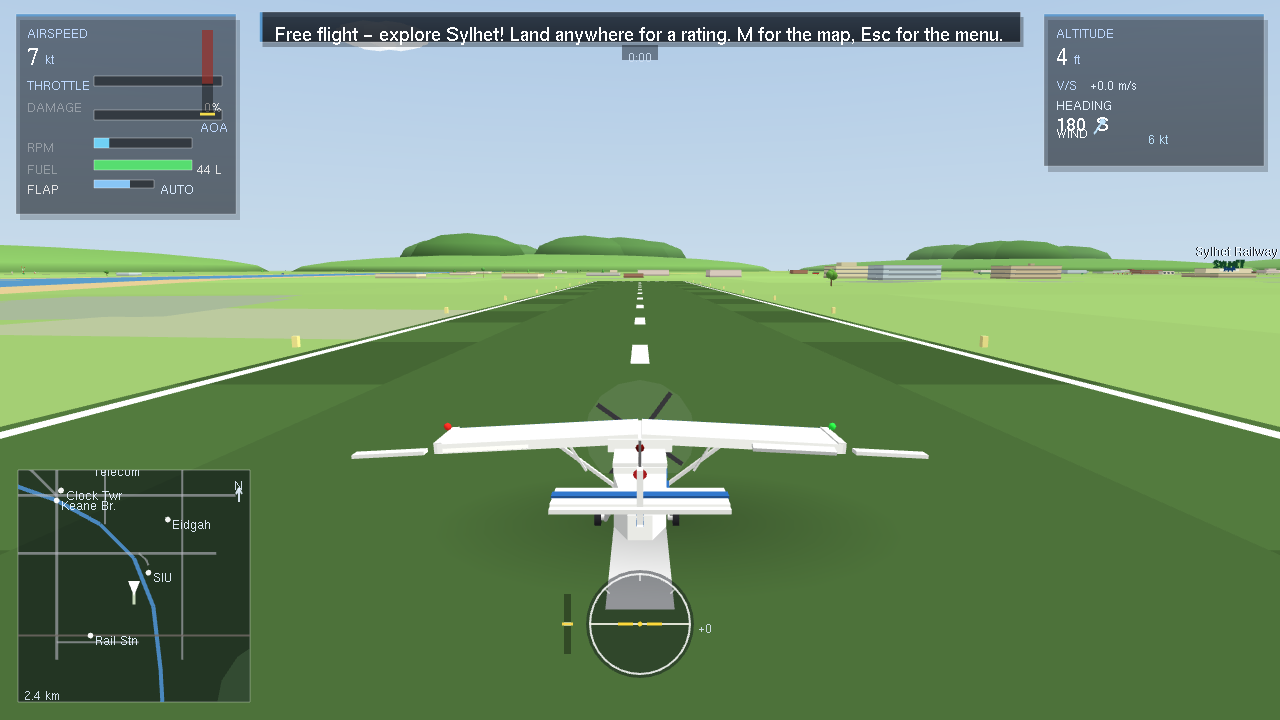 Free flight – explore Sylhet! Land anywhere for a rating. M for the map, Esc for the menu.
0:00
AIRSPEED
7 kt
THROTTLE
DAMAGE 0%
AOA
RPM
FUEL 44 L
FLAP AUTO
ALTITUDE
4 ft
V/S +0.0 m/s
HEADING
180 S
WIND 6 kt
Sylhet Railway
Telecom
N
Clock Twr
Keane Br.
Eidgah
SIU
Rail Stn
2.4 km
+0